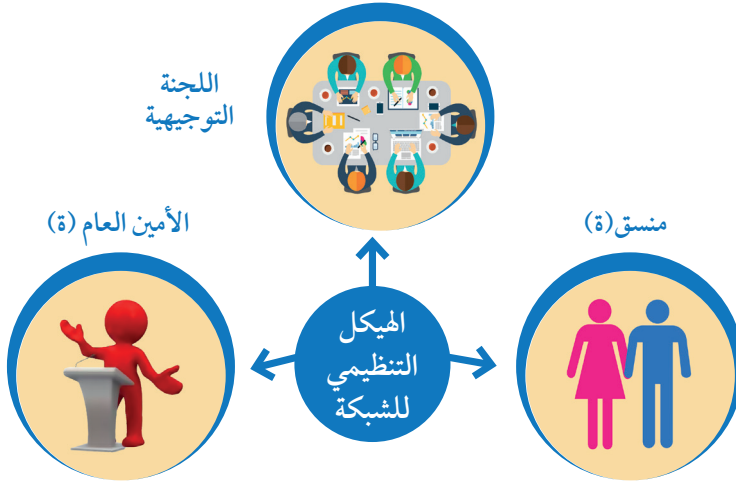 اللجنة
التوجيهية
منسق(ة)
الأمين العام (ة)
الهيكل
التنظيمي
للشبكة